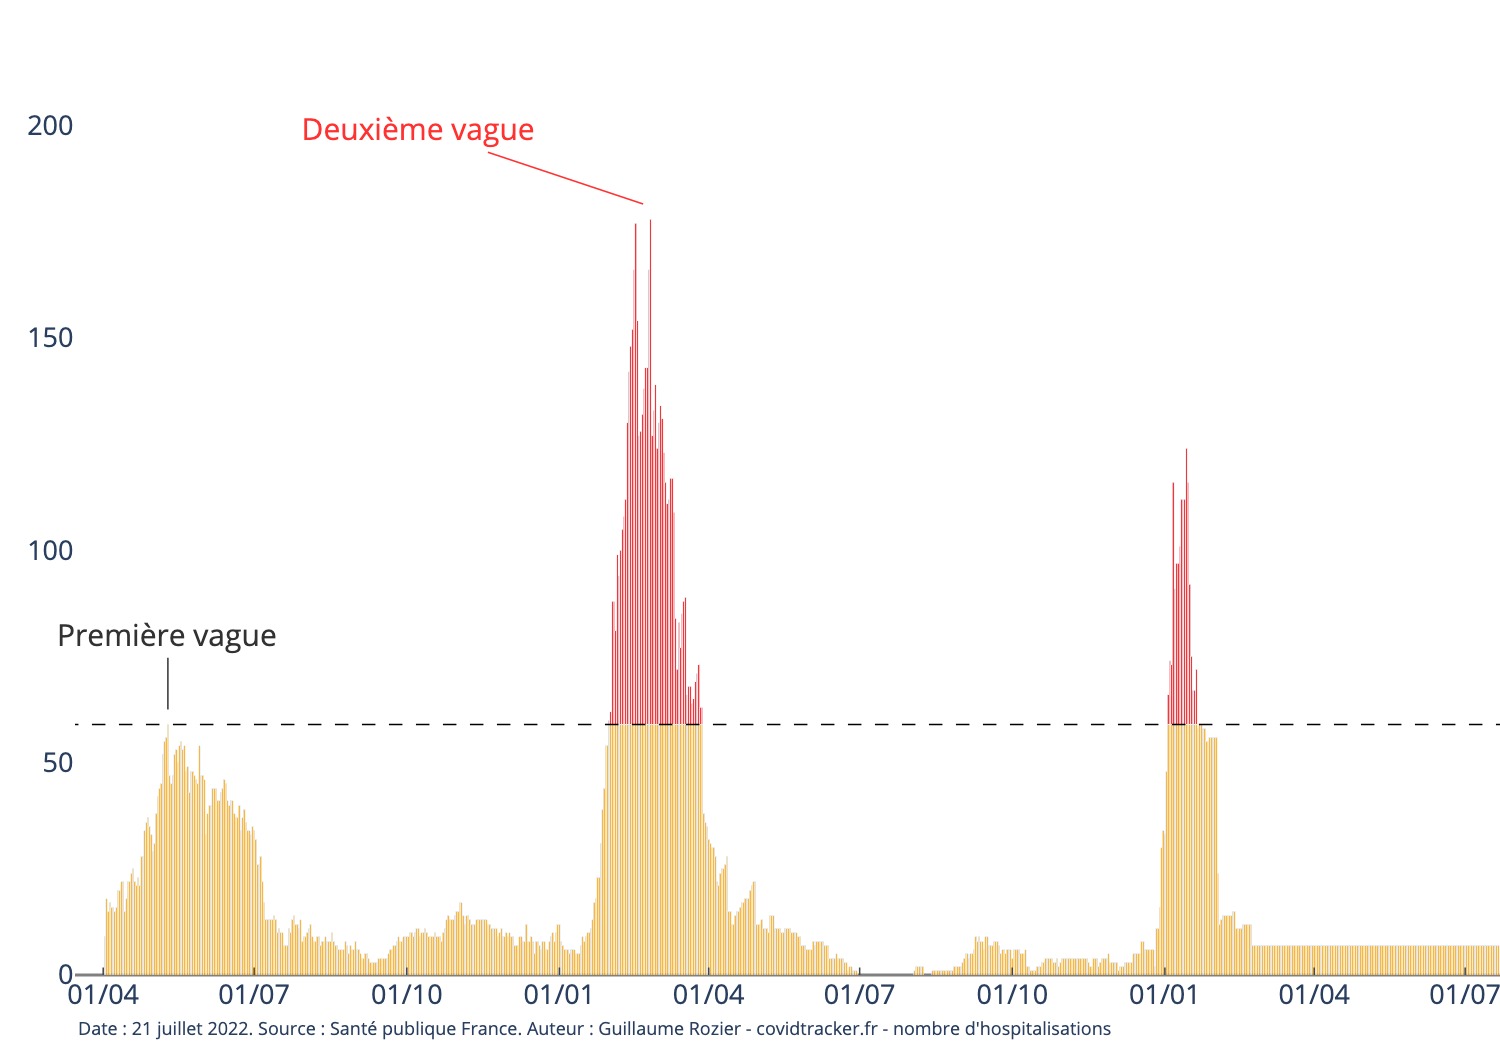 200
Deuxième vague
150
100
Première vague
50
0
01/04 01/07 01/10 01/01 01/04 01/07 01/10 01/01 01/04 01/07
Date : 21 juillet 2022. Source : Santé publique France. Auteur : Guillaume Rozier - covidtracker.fr - nombre d'hospitalisations